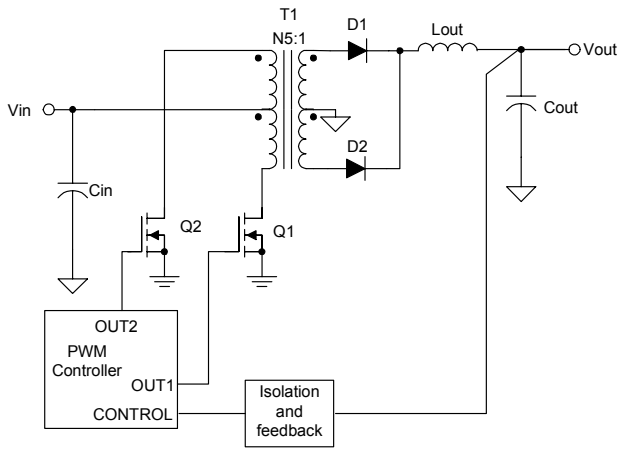 T1
N5:1
D1
Lout
Vout
Vin
Cout
D2
Cin
Q2
Q1
OUT2
PWM
Controller
OUT1
CONTROL
Isolation
and
feedback